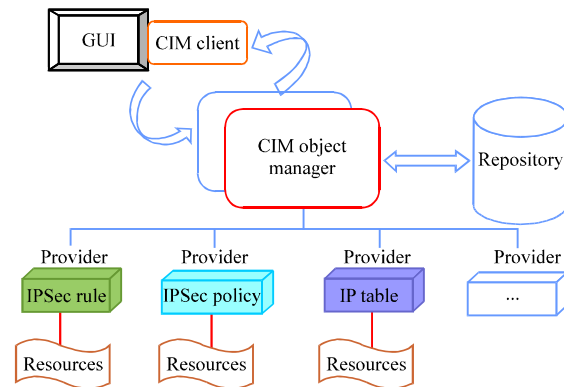 GUI
CIM client
CIM object
manager
Repository
Provider
Provider
Provider
Provider
IPSec rule
IPSec policy
IP table
...
Resources
Resources
Resources